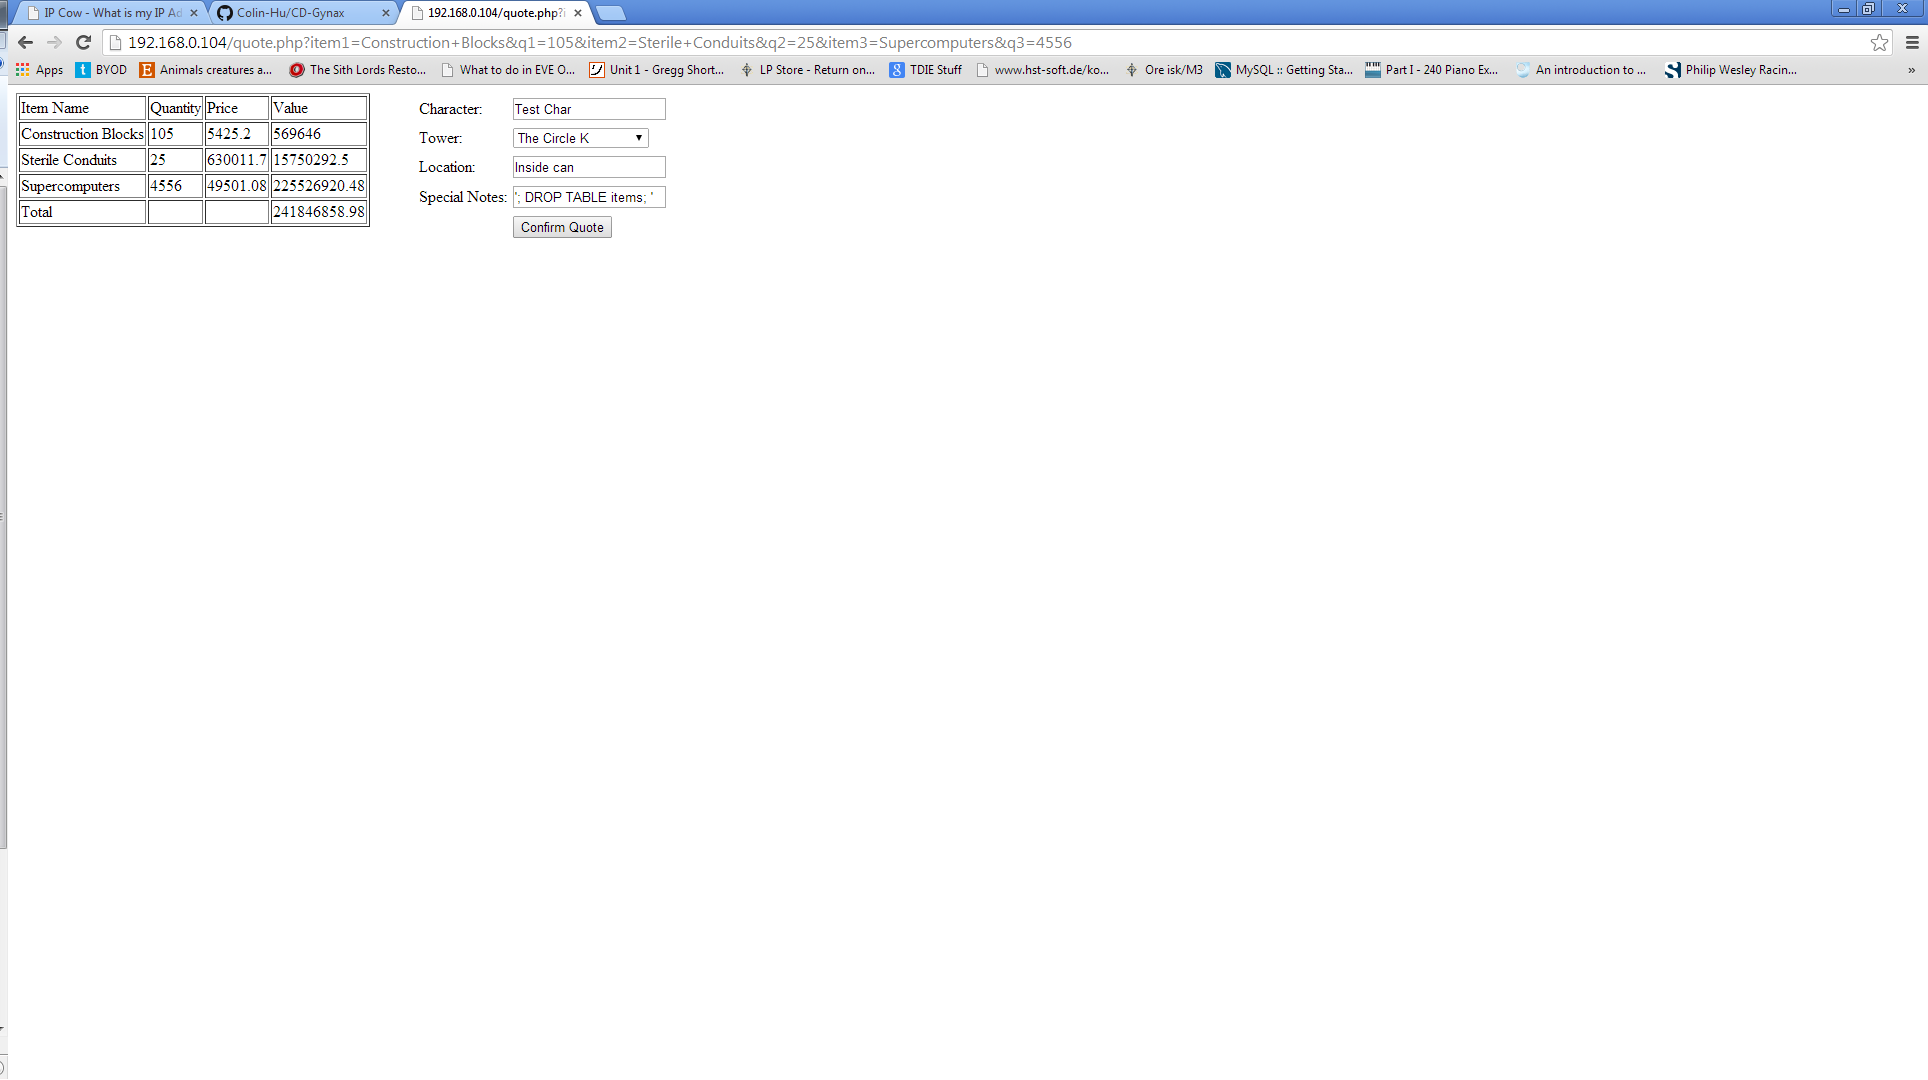 IP Cow - What is my IP Ad
Colin-Hu/CD-Gynax
192.168.0.104/quote.php?i
192.168.0.104/quote.php?item1=Construction+Blocks&q1=105&item2=Sterile+Conduits&q2=25&item3=Supercomputers&q3=4556
Apps BYOD Animals creatures a... The Sith Lords Resto... What to do in EVE O... Unit 1 - Gregg Short... LP Store - Return on... TDIE Stuff www.hst-soft.de/ko... Ore isk/M3 MySQL :: Getting Sta... Part I - 240 Piano Ex... An introduction to ... Philip Wesley Racin... »
Item Name Quantity Price Value
Construction Blocks 105 5425.2 569646
Sterile Conduits 25 630011.7 15750292.5
Supercomputers 4556 49501.08 225526920.48
Total 241846858.98
Character: Test Char
Tower: The Circle K
Location: Inside can
Special Notes: '; DROP TABLE items; '
Confirm Quote